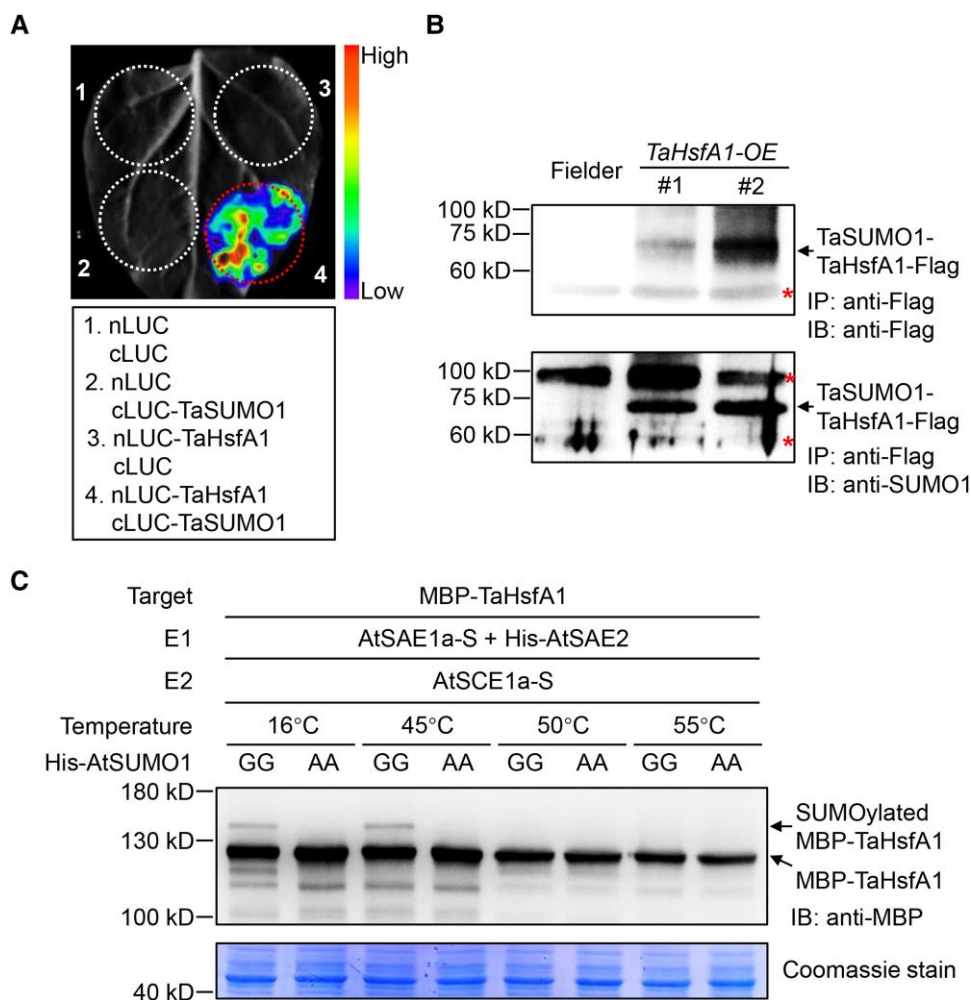 A
1
3
2
4
High
Low
1. nLUC
cLUC
2. nLUC
cLUC-TaSUMO1
3. nLUC-TaHsfA1
cLUC
4. nLUC-TaHsfA1
cLUC-TaSUMO1
B
Fielder
TaHsfA1-OE
#1 #2
100 kD
75 kD
60 kD
TaSUMO1-
TaHsfA1-Flag
*
IP: anti-Flag
IB: anti-Flag
100 kD
75 kD
60 kD
*
TaSUMO1-
TaHsfA1-Flag
*
IP: anti-Flag
IB: anti-SUMO1
C
Target MBP-TaHsfA1
E1 AtSAE1a-S + His-AtSAE2
E2 AtSCE1a-S
Temperature 16°C 45°C 50°C 55°C
His-AtSUMO1 GG AA GG AA GG AA GG AA
180 kD
130 kD
100 kD
SUMOylated
MBP-TaHsfA1
MBP-TaHsfA1
IB: anti-MBP
40 kD
Coomassie stain